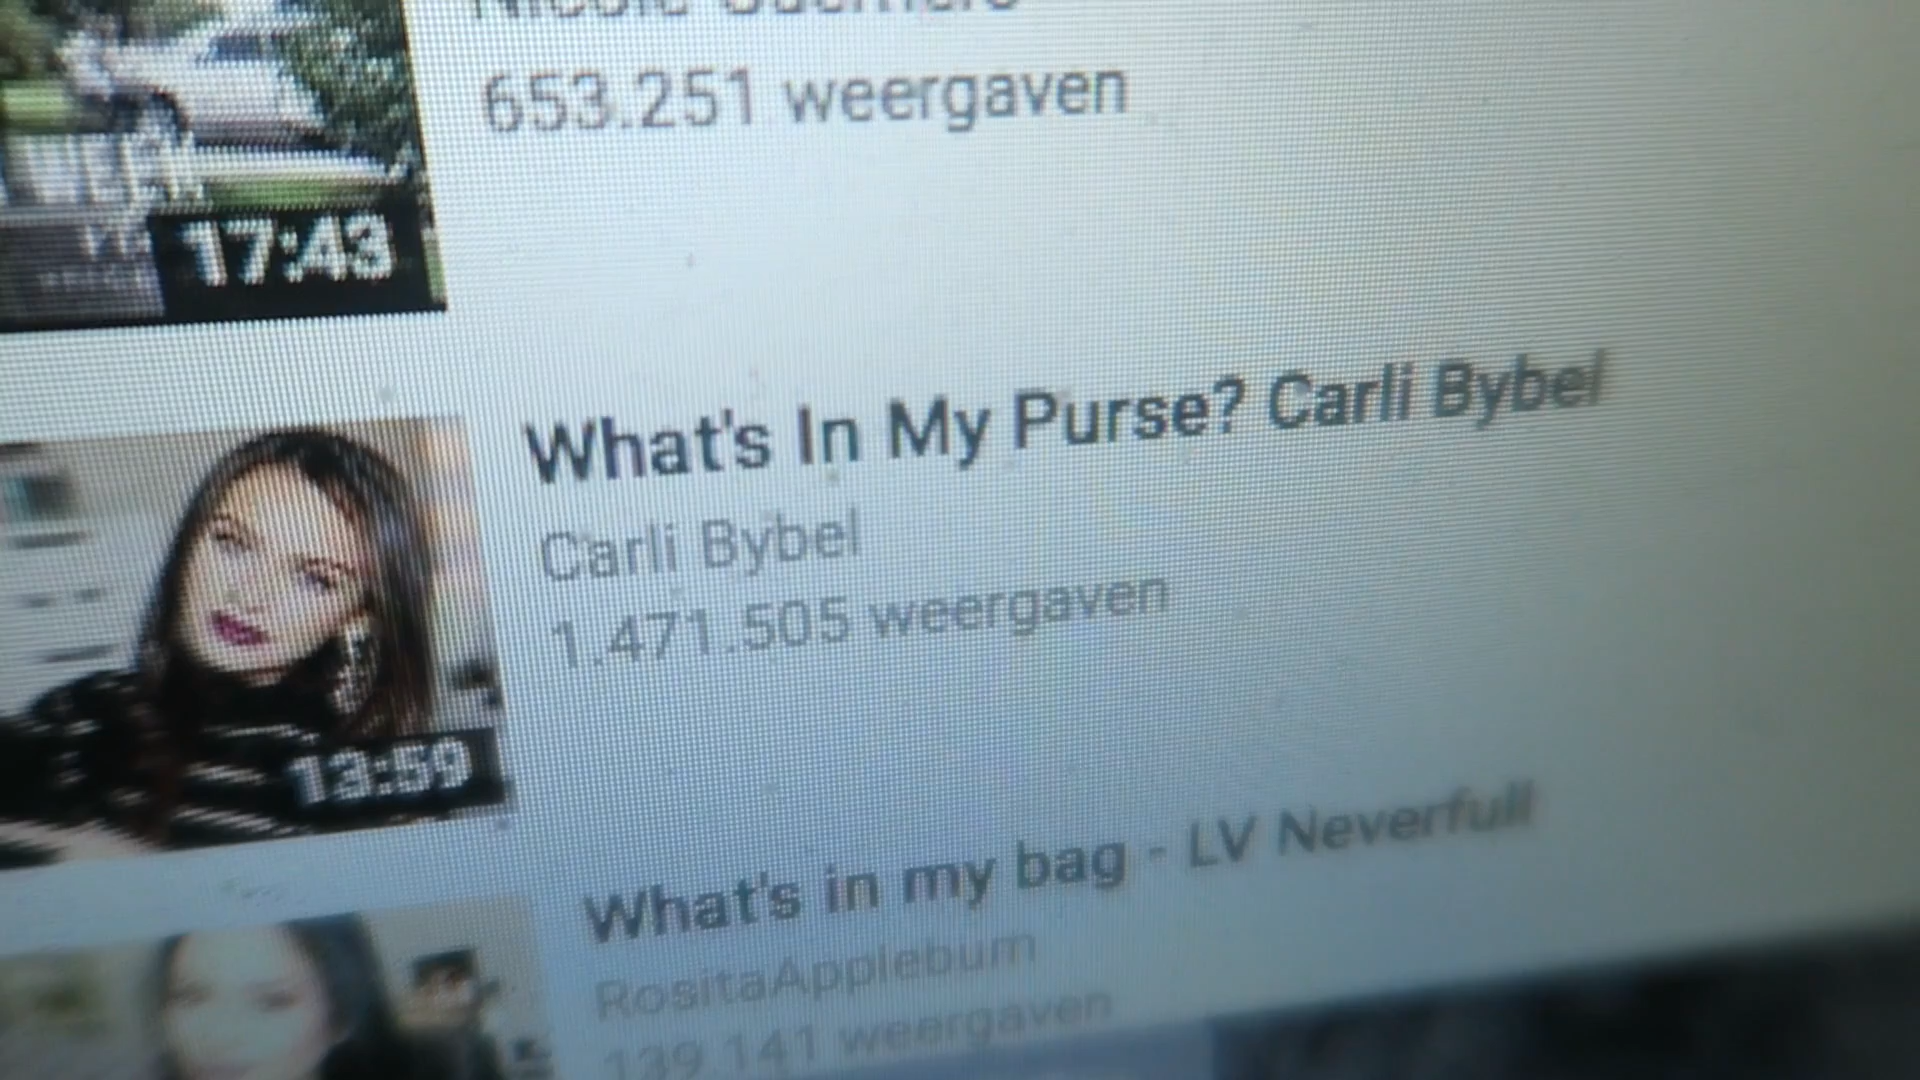 653.251 weergaven
17:43
What's In My Purse? Carli Bybel
Carli Bybel
1.471.505 weergaven
13:59
What's in my bag - LV Neverfull
RositaApplebum
139.141 weergaven